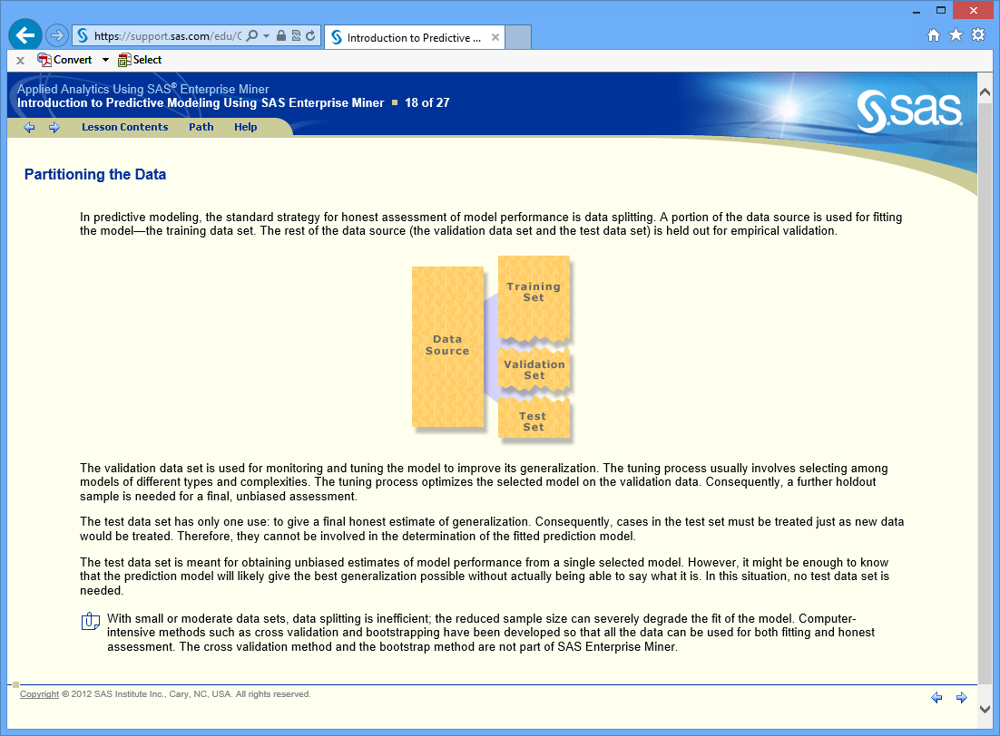 https://support.sas.com/edu/
Introduction to Predictive ...
Convert
Select
Applied Analytics Using SAS® Enterprise Miner
Introduction to Predictive Modeling Using SAS Enterprise Miner ■ 18 of 27
sas
Lesson Contents Path Help
Partitioning the Data
In predictive modeling, the standard strategy for honest assessment of model performance is data splitting. A portion of the data source is used for fitting
the model—the training data set. The rest of the data source (the validation data set and the test data set) is held out for empirical validation.
Data
Source
Training
Set
Validation
Set
Test
Set
The validation data set is used for monitoring and tuning the model to improve its generalization. The tuning process usually involves selecting among
models of different types and complexities. The tuning process optimizes the selected model on the validation data. Consequently, a further holdout
sample is needed for a final, unbiased assessment.
The test data set has only one use: to give a final honest estimate of generalization. Consequently, cases in the test set must be treated just as new data
would be treated. Therefore, they cannot be involved in the determination of the fitted prediction model.
The test data set is meant for obtaining unbiased estimates of model performance from a single selected model. However, it might be enough to know
that the prediction model will likely give the best generalization possible without actually being able to say what it is. In this situation, no test data set is
needed.
With small or moderate data sets, data splitting is inefficient; the reduced sample size can severely degrade the fit of the model. Computer-
intensive methods such as cross validation and bootstrapping have been developed so that all the data can be used for both fitting and honest
assessment. The cross validation method and the bootstrap method are not part of SAS Enterprise Miner.
Copyright © 2012 SAS Institute Inc., Cary, NC, USA. All rights reserved.